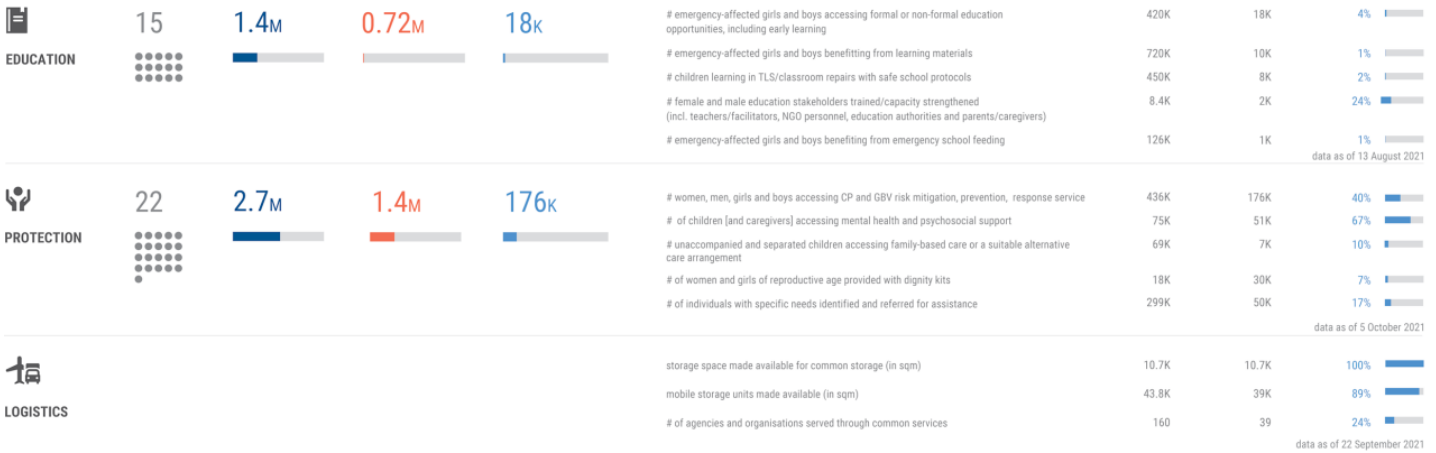 15 1.4M 0.72M 18K
EDUCATION
# emergency-affected girls and boys accessing formal or non-formal education 420K 18K 4%
opportunities, including early learning
# emergency-affected girls and boys benefitting from learning materials 720K 10K 1%
# children learning in TLS/classroom repairs with safe school protocols 450K 8K 2%
# female and male education stakeholders trained/capacity strengthened 8.4K 2K 24%
(incl. teachers/facilitators, NGO personnel, education authorities and parents/caregivers)
# emergency-affected girls and boys benefiting from emergency school feeding 126K 1K 1%
data as of 13 August 2021
22 2.7M 1.4M 176K
PROTECTION
# women, men, girls and boys accessing CP and GBV risk mitigation, prevention, response service 436K 176K 40%
# of children [and caregivers] accessing mental health and psychosocial support 75K 51K 67%
# unaccompanied and separated children accessing family-based care or a suitable alternative 69K 7K 10%
care arrangement
# of women and girls of reproductive age provided with dignity kits 18K 30K 7%
# of individuals with specific needs identified and referred for assistance 299K 50K 17%
data as of 5 October 2021
LOGISTICS
storage space made available for common storage (in sqm) 10.7K 10.7K 100%
mobile storage units made available (in sqm) 43.8K 39K 89%
# of agencies and organisations served through common services 160 39 24%
data as of 22 September 2021